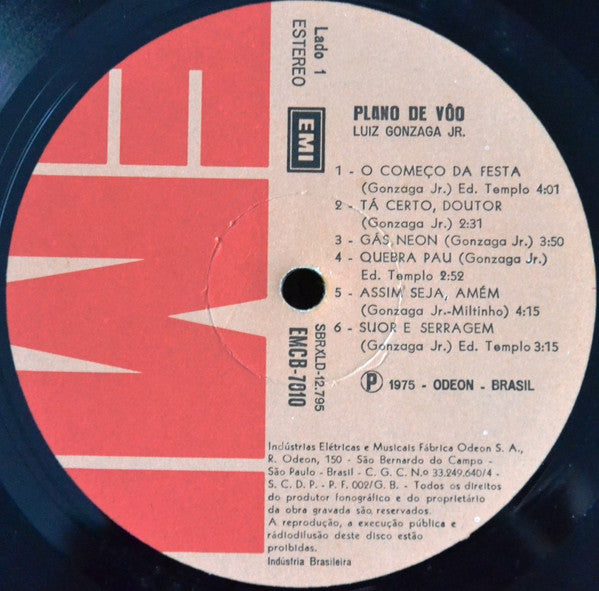 PLANO DE VÔO
LUIZ GONZAGA JR.
Lado 1
ESTEREO
EMI
1 - O COMEÇO DA FESTA
(Gonzaga Jr.) Ed. Templo 4:01
2 - TÁ CERTO, DOUTOR
(Gonzaga Jr.) 2:31
3 - GÁS NEON (Gonzaga Jr.) 3:50
4 - QUEBRA PAU (Gonzaga Jr.)
Ed. Templo 2:52
5 - ASSIM SEJA, AMÉM
(Gonzaga Jr.-Miltinho) 4:15
6 - SUOR E SERRAGEM
(Gonzaga Jr.) Ed. Templo 3:15
SBRXLD-12.795
EMCB-7010
Ⓟ 1975 - ODEON - BRASIL
Indústrias Elétricas e Musicais Fábrica Odeon S. A.,
R. Odeon, 150 - São Bernardo do Campo -
São Paulo - Brasil - C. G. C. N.o 33.249.640/4 -
S. C. D. P. - P. F. 002/G. B. - Todos os direitos
do produtor fonográfico e do proprietário
da obra gravada são reservados.
A reprodução, a execução pública e
rádiodifusão deste disco estão
proibidas.
Indústria Brasileira
EMI